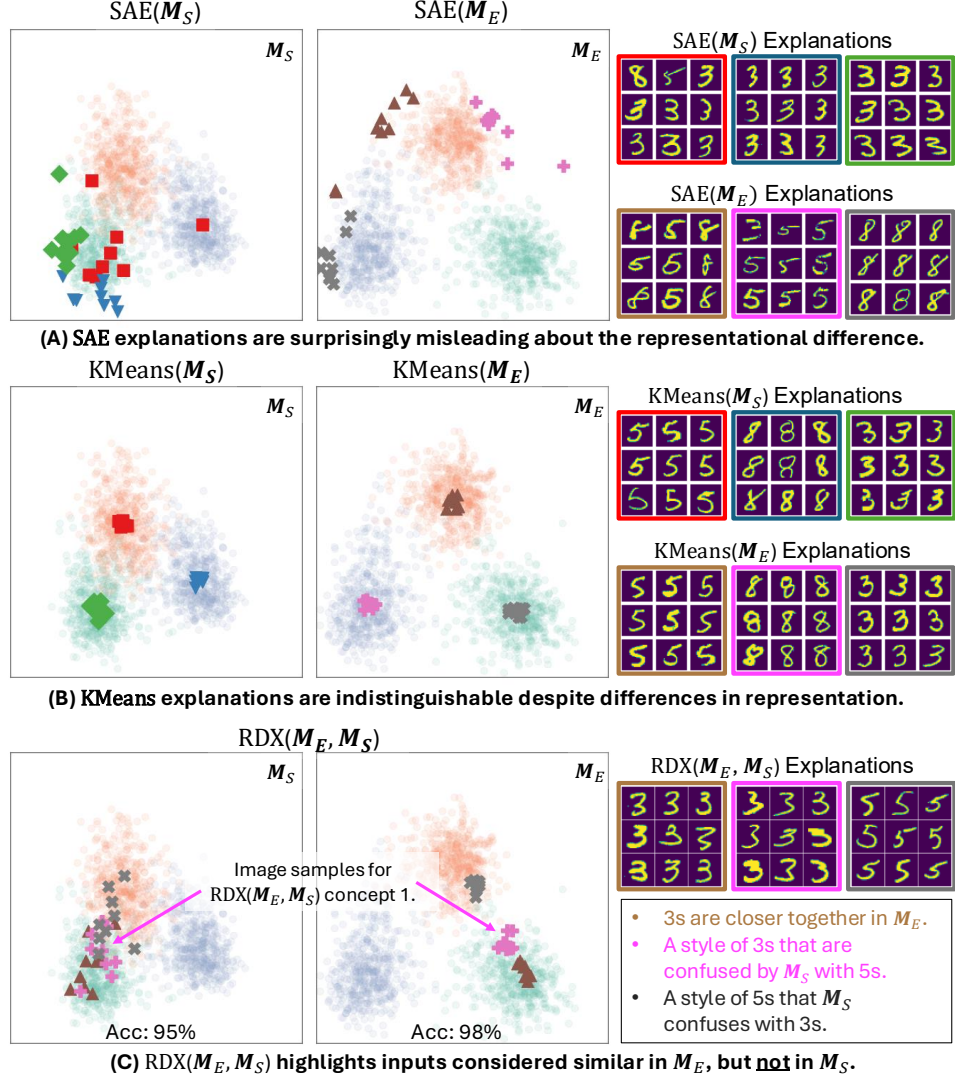 SAE(M_S)
SAE(M_E)
M_S
M_E
SAE(M_S) Explanations
SAE(M_E) Explanations
(A) SAE explanations are surprisingly misleading about the representational difference.
KMeans(M_S)
KMeans(M_E)
M_S
M_E
KMeans(M_S) Explanations
KMeans(M_E) Explanations
(B) KMeans explanations are indistinguishable despite differences in representation.
RDX(M_E, M_S)
M_S
M_E
Image samples for
RDX(M_E, M_S) concept 1.
Acc: 95%
Acc: 98%
RDX(M_E, M_S) Explanations
• 3s are closer together in M_E.
• A style of 3s that are
confused by M_S with 5s.
• A style of 5s that M_S
confuses with 3s.
(C) RDX(M_E, M_S) highlights inputs considered similar in M_E, but not in M_S.